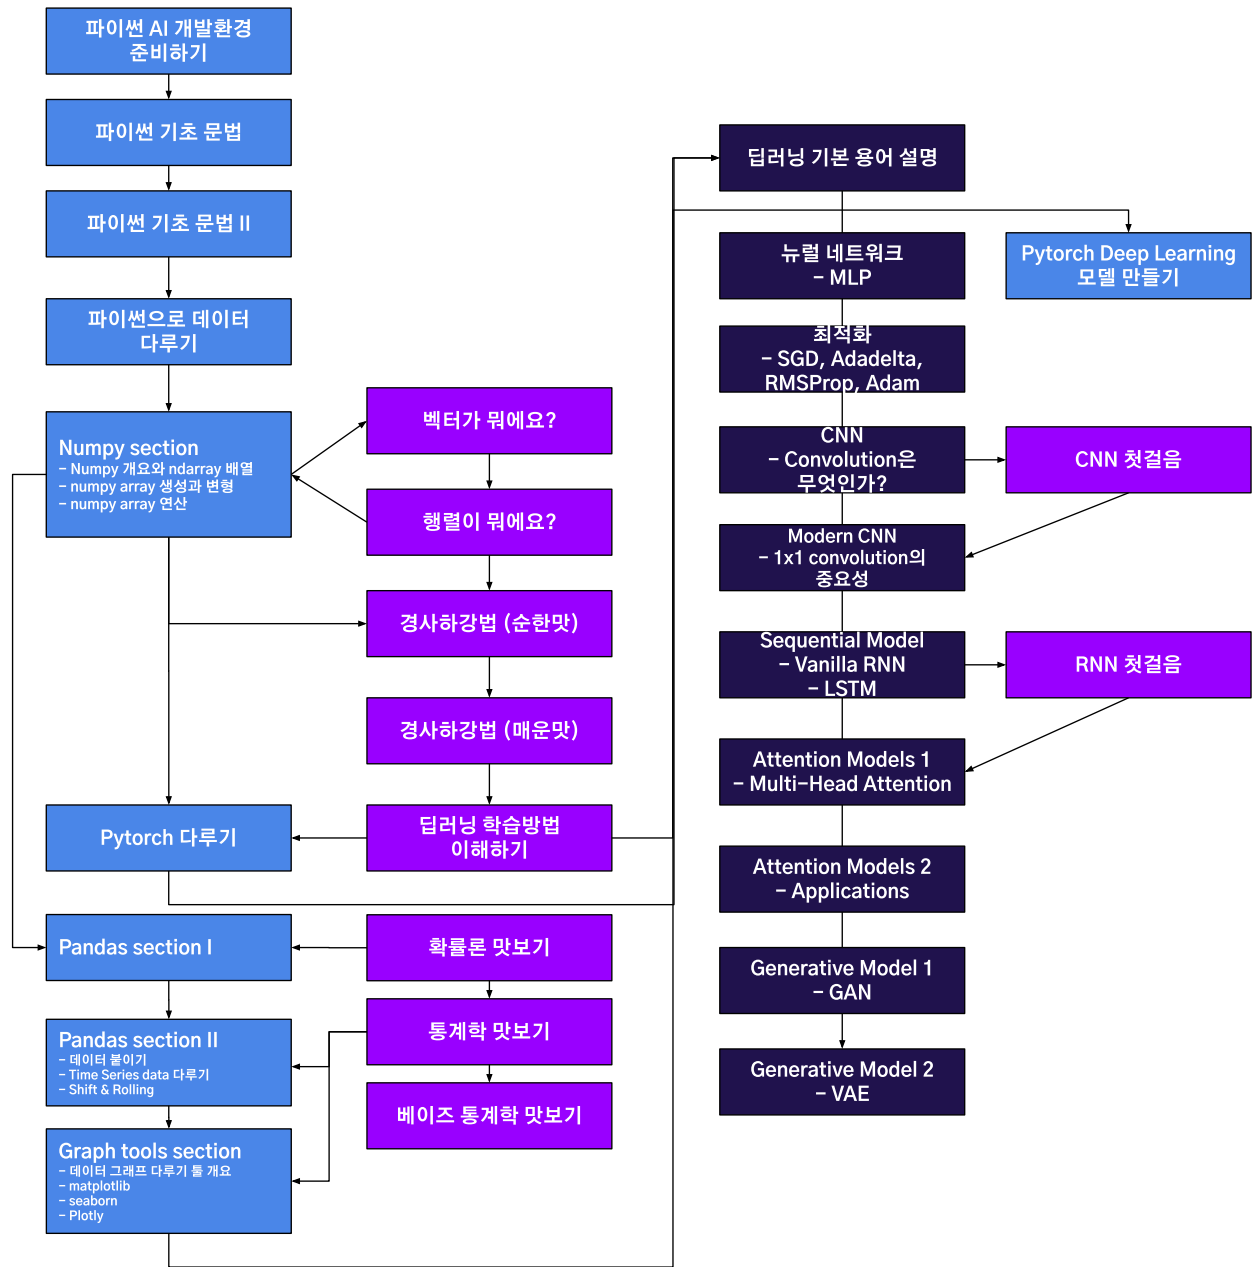 파이썬 AI 개발환경
준비하기
파이썬 기초 문법
파이썬 기초 문법 II
파이썬으로 데이터
다루기
Numpy section
- Numpy 개요와 ndarray 배열
- numpy array 생성과 변형
- numpy array 연산
벡터가 뭐에요?
행렬이 뭐에요?
경사하강법 (순한맛)
경사하강법 (매운맛)
Pytorch 다루기
딥러닝 학습방법
이해하기
Pandas section I
확률론 맛보기
Pandas section II
- 데이터 붙이기
- Time Series data 다루기
- Shift & Rolling
통계학 맛보기
베이즈 통계학 맛보기
Graph tools section
- 데이터 그래프 다루기 툴 개요
- matplotlib
- seaborn
- Plotly
딥러닝 기본 용어 설명
뉴럴 네트워크
- MLP
Pytorch Deep Learning
모델 만들기
최적화
- SGD, Adadelta,
RMSProp, Adam
CNN
- Convolution은
무엇인가?
CNN 첫걸음
Modern CNN
- 1x1 convolution의
중요성
Sequential Model
- Vanilla RNN
- LSTM
RNN 첫걸음
Attention Models 1
- Multi-Head Attention
Attention Models 2
- Applications
Generative Model 1
- GAN
Generative Model 2
- VAE